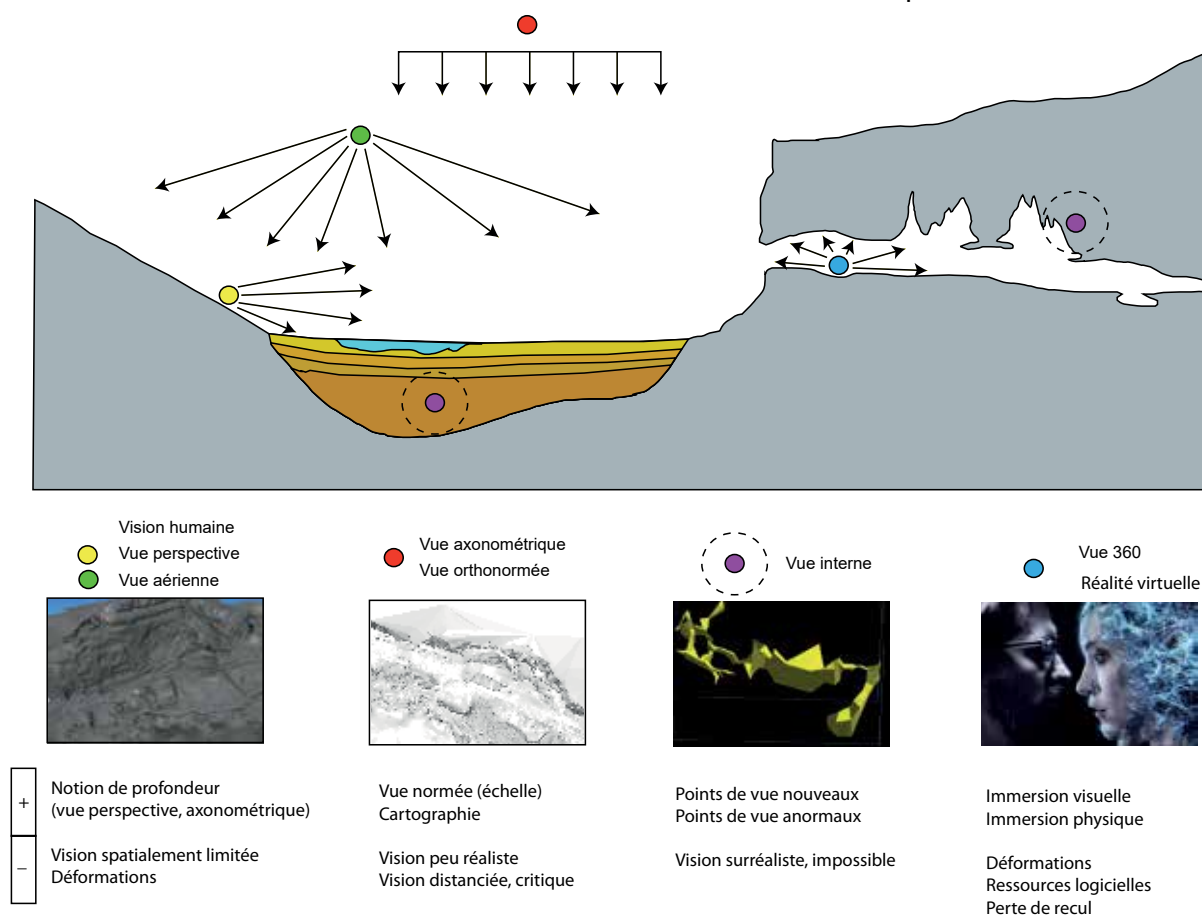 Vision humaine
Vue perspective
Vue aérienne
Vue axonométrique
Vue orthonormée
Vue interne
Vue 360
Réalité virtuelle
+
Notion de profondeur
(vue perspective, axonométrique)
Vue normée (échelle)
Cartographie
Points de vue nouveaux
Points de vue anormaux
Immersion visuelle
Immersion physique
–
Vision spatialement limitée
Déformations
Vision peu réaliste
Vision distanciée, critique
Vision surréaliste, impossible
Déformations
Ressources logicielles
Perte de recul